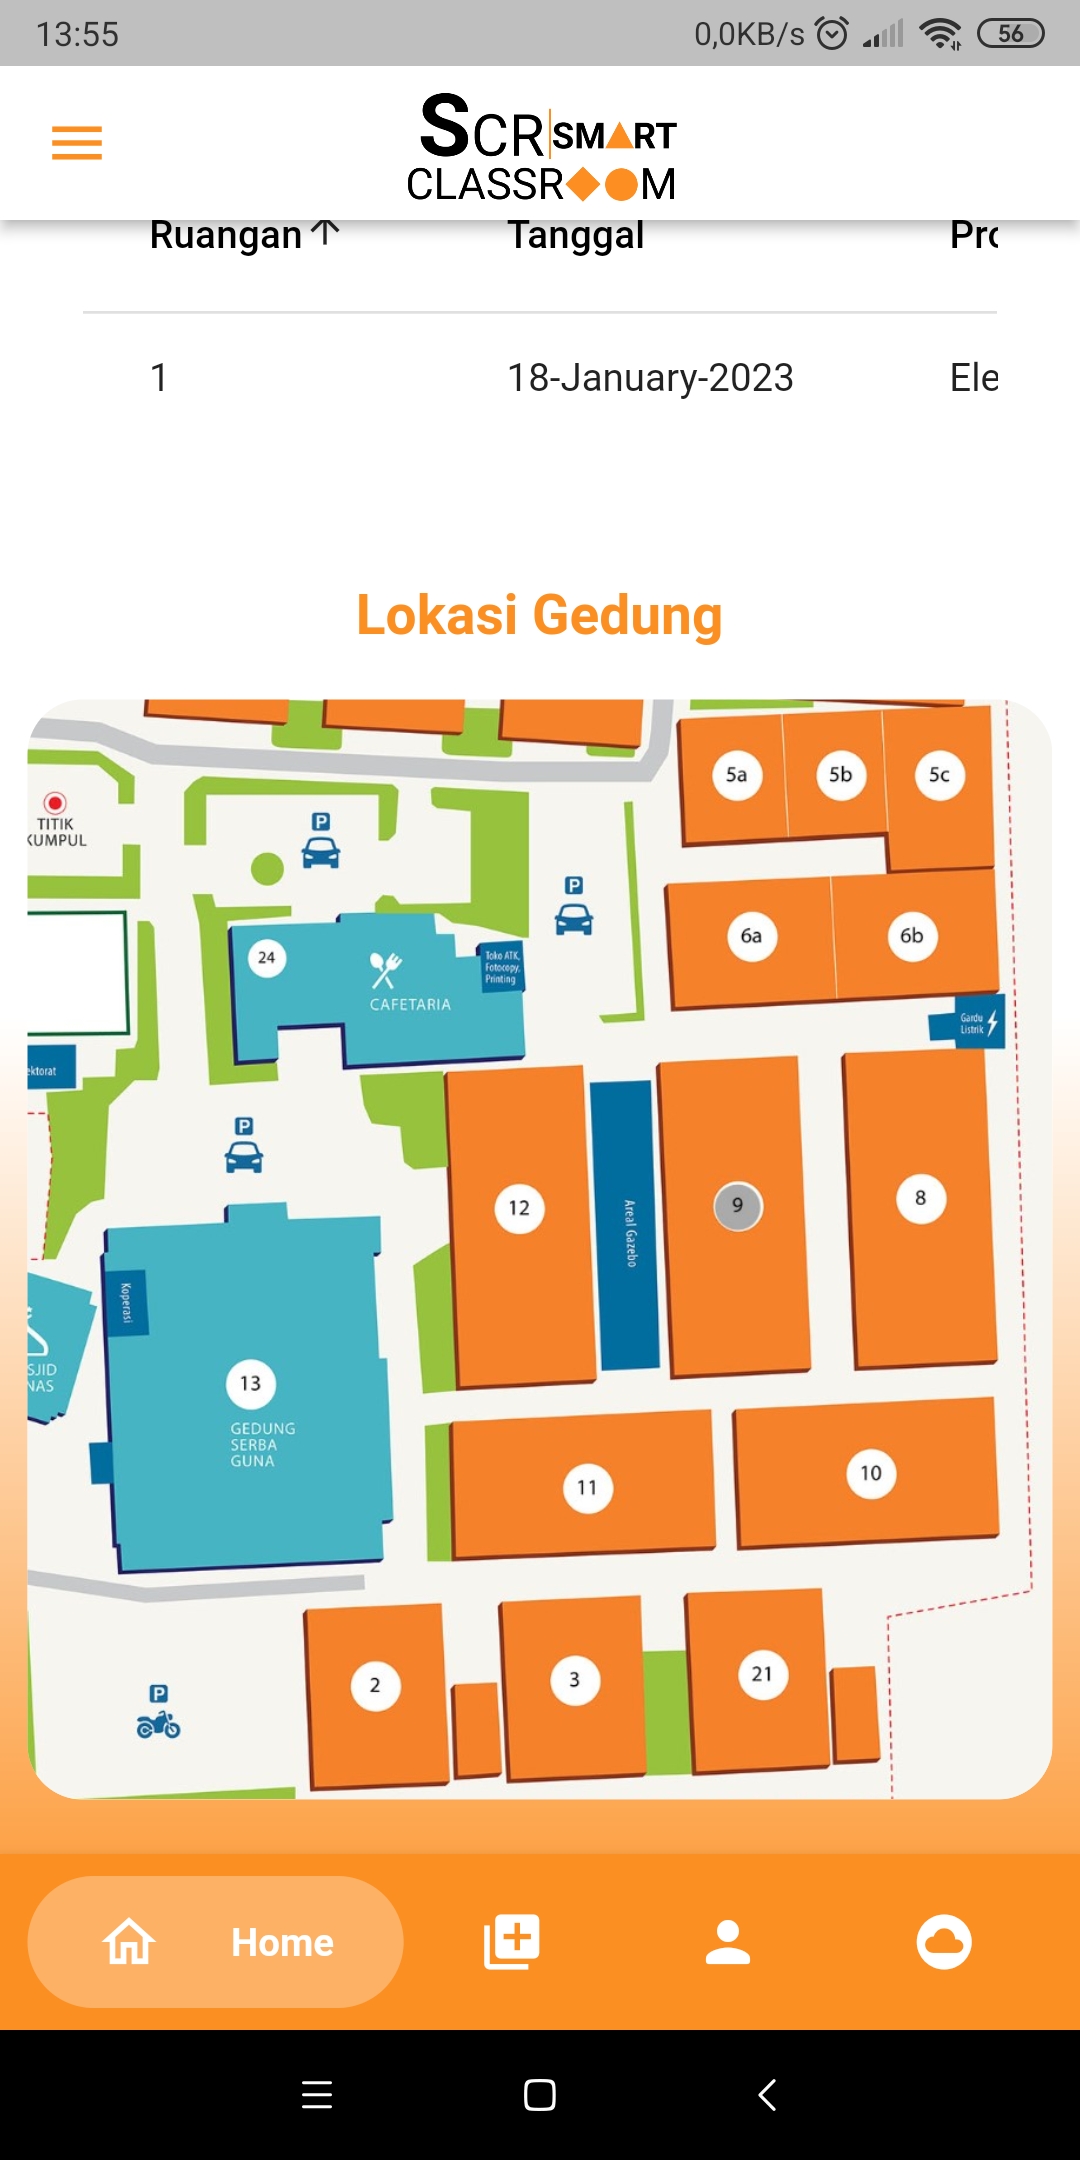 13:55 0,0KB/s 56
SCR SMART
CLASSROOM
Ruangan ↑ Tanggal Pro
1 18-January-2023 Ele
Lokasi Gedung
5a 5b 5c
TITIK
KUMPUL
P
P
6a 6b
24
CAFETARIA
Toko ATK,
Fotocopy,
Printing
Gardu
Listrik
ektorat
P
12
Areal Gazebo
9
8
Koperasi
SJID
NAS
13
GEDUNG
SERBA
GUNA
11
10
2
3
21
P
Home